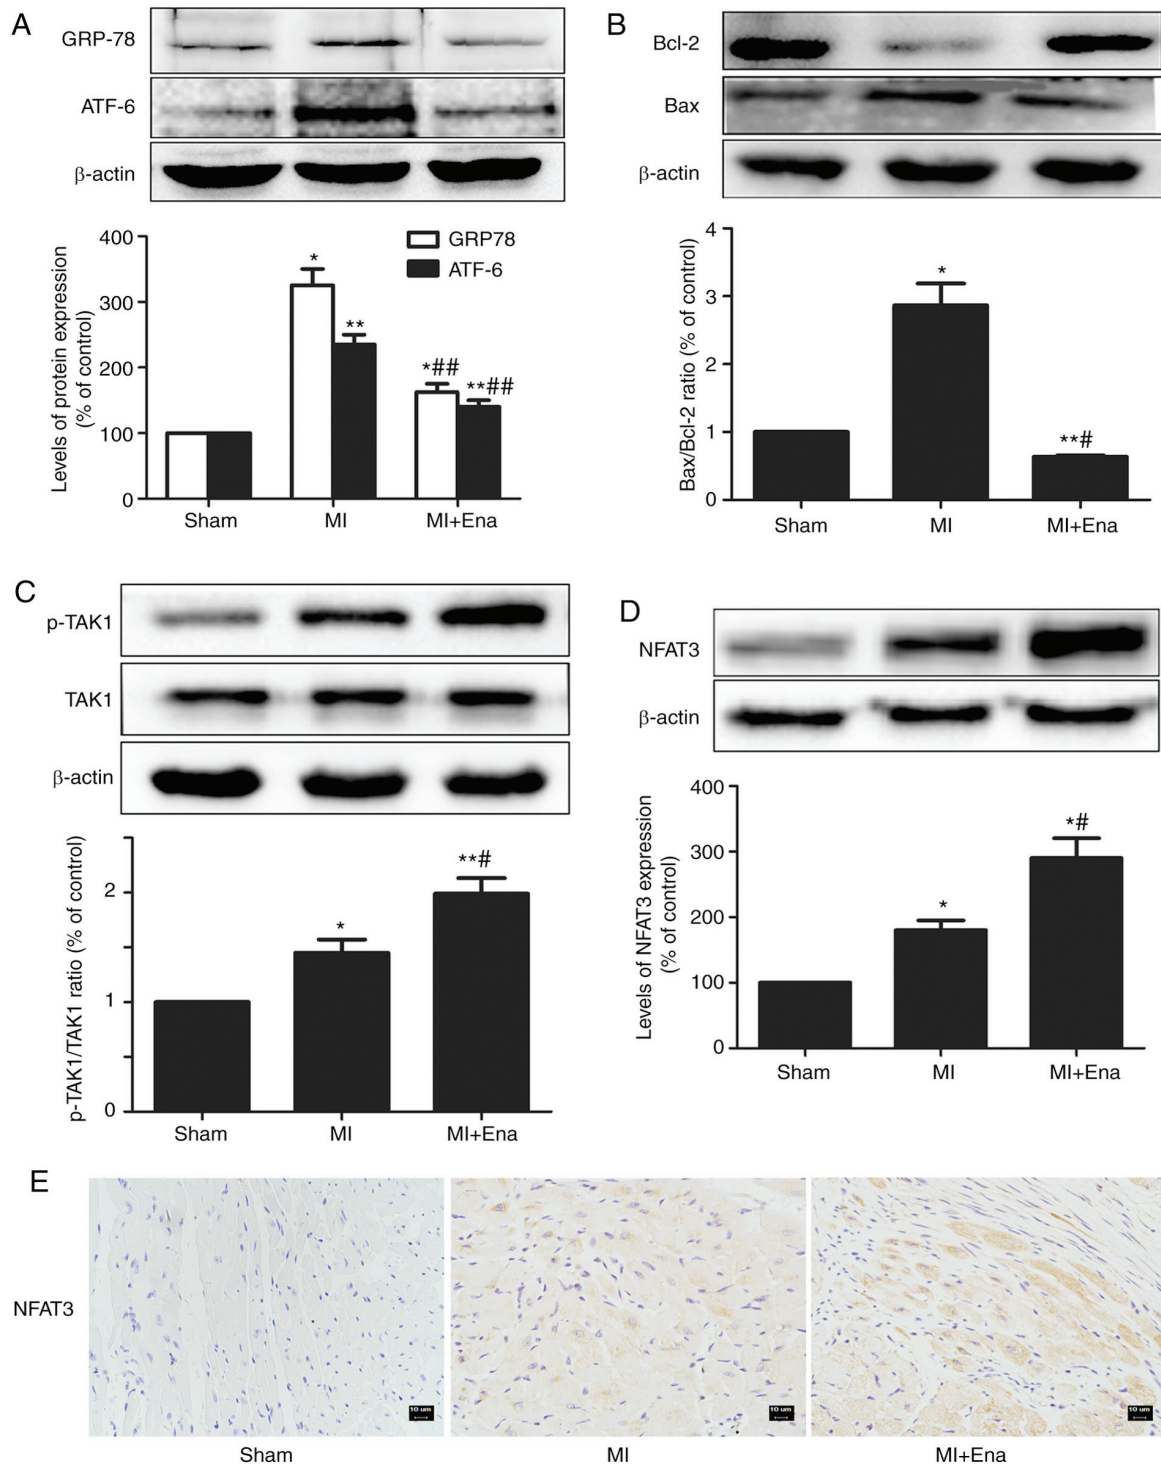 A
GRP-78
ATF-6
β-actin
400
300
200
100
0
Levels of protein expression
(% of control)
GRP78
ATF-6
*
**
*##
**##
Sham
MI
MI+Ena
B
Bcl-2
Bax
β-actin
4
3
2
1
0
Bax/Bcl-2 ratio (% of control)
*
**#
Sham
MI
MI+Ena
C
p-TAK1
TAK1
β-actin
2
1
0
p-TAK1/TAK1 ratio (% of control)
*
**#
Sham
MI
MI+Ena
D
NFAT3
β-actin
400
300
200
100
0
Levels of NFAT3 expression
(% of control)
*
*#
Sham
MI
MI+Ena
E
NFAT3
10 um
10 um
10 um
Sham
MI
MI+Ena